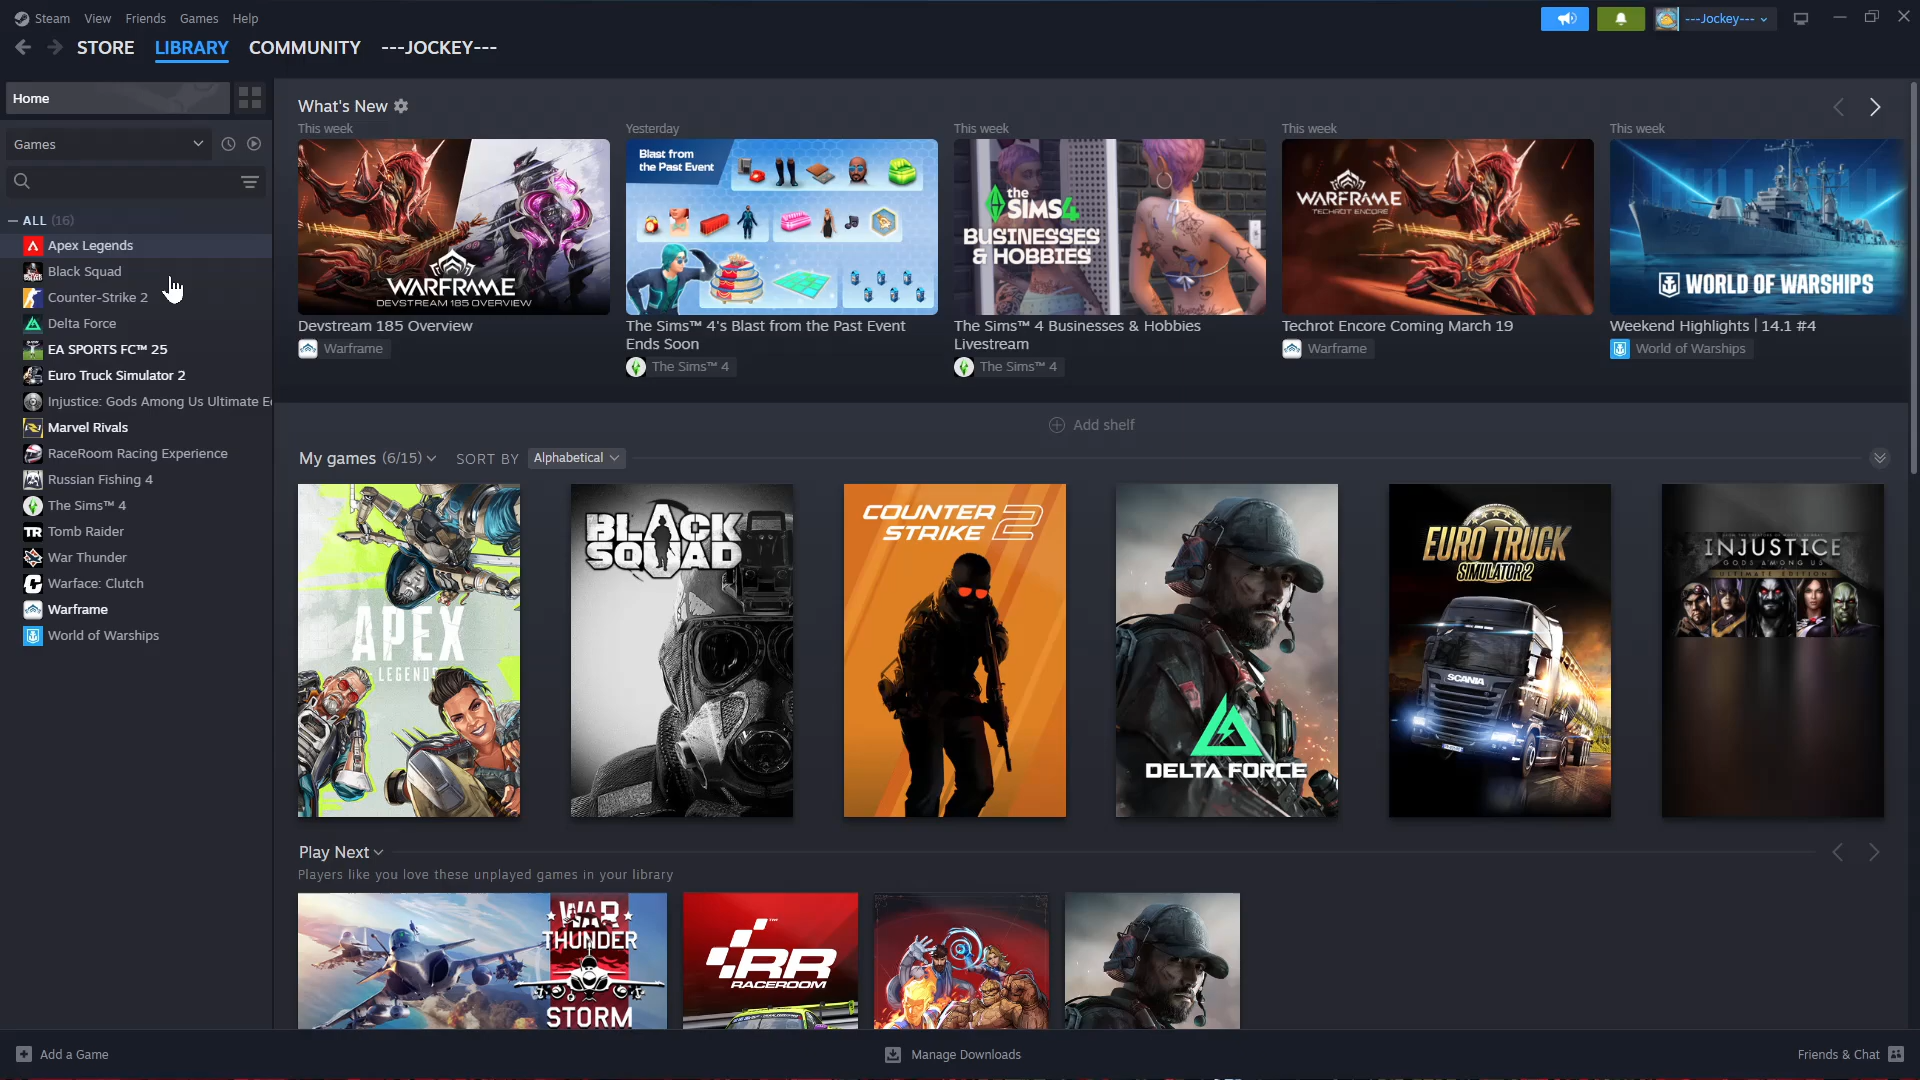 Steam View Friends Games Help
---Jockey---
STORE LIBRARY COMMUNITY ---JOCKEY---
Home
Games
ALL (16)
Apex Legends
Black Squad
Counter-Strike 2
Delta Force
EA SPORTS FC™ 25
Euro Truck Simulator 2
Injustice: Gods Among Us Ultimate Ed
Marvel Rivals
RaceRoom Racing Experience
Russian Fishing 4
The Sims™ 4
Tomb Raider
War Thunder
Warface: Clutch
Warframe
World of Warships
What's New
This week
WARFRAME
DEVSTREAM 185 OVERVIEW
Devstream 185 Overview
Warframe
Yesterday
Blast from
the Past Event
The Sims™ 4's Blast from the Past Event
Ends Soon
The Sims™ 4
This week
the
SIMS 4
BUSINESSES
& HOBBIES
The Sims™ 4 Businesses & Hobbies
Livestream
The Sims™ 4
This week
WARFRAME
TECHROT ENCORE
Techrot Encore Coming March 19
Warframe
This week
WORLD OF WARSHIPS
Weekend Highlights | 14.1 #4
World of Warships
Add shelf
My games (6/15) SORT BY Alphabetical
APEX
LEGENDS
BLACK
SQUAD
COUNTER
STRIKE 2
DELTA FORCE
EURO TRUCK
SIMULATOR 2
SCANIA
INJUSTICE
GODS AMONG US
ULTIMATE EDITION
Play Next
Players like you love these unplayed games in your library
WAR
THUNDER
STORM
RR
RACEROOM
Add a Game
Manage Downloads
Friends & Chat